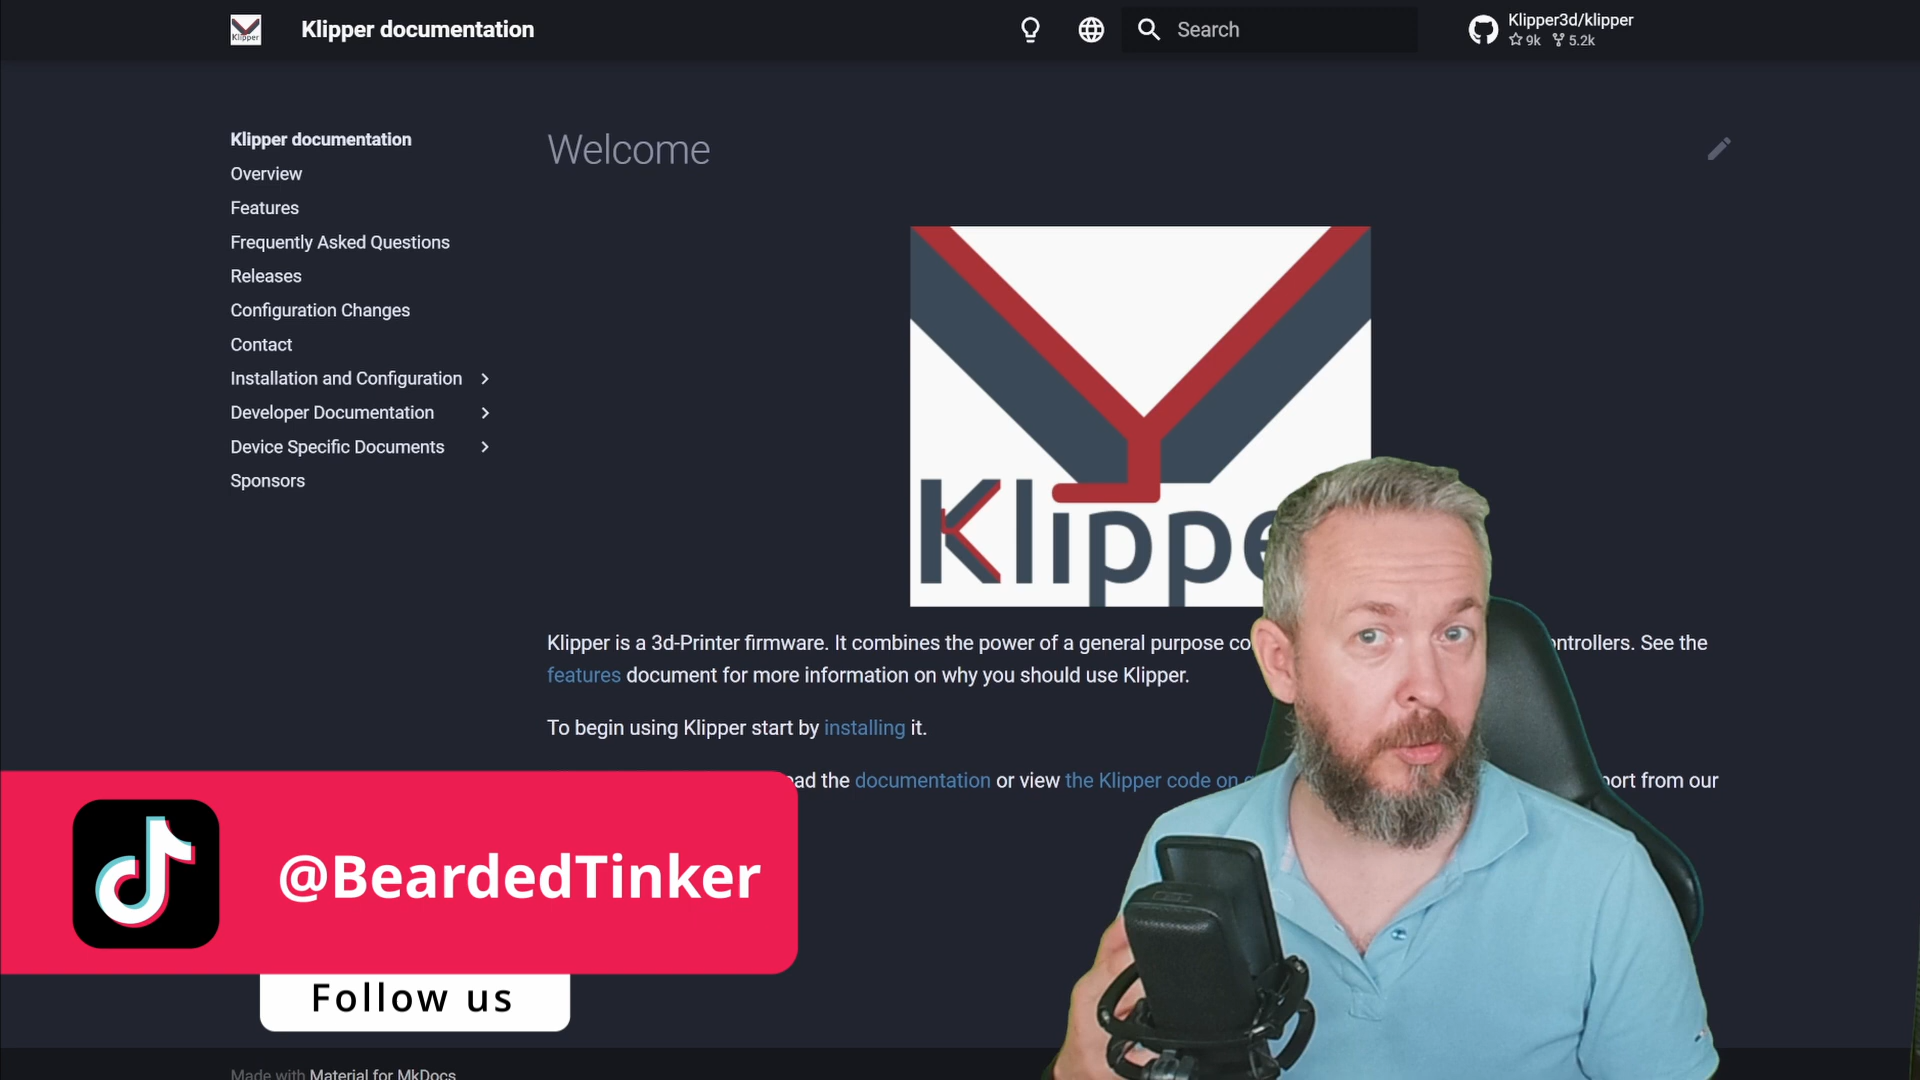 Klipper
Klipper documentation
Search
Klipper3d/klipper
9k 5.2k
Klipper documentation
Overview
Features
Frequently Asked Questions
Releases
Configuration Changes
Contact
Installation and Configuration
Developer Documentation
Device Specific Documents
Sponsors
Welcome
Klippe
Klipper is a 3d-Printer firmware. It combines the power of a general purpose co ntrollers. See the
features document for more information on why you should use Klipper.
To begin using Klipper start by installing it.
ad the documentation or view the Klipper code on port from our
@BeardedTinker
Follow us
Made with Material for MkDocs